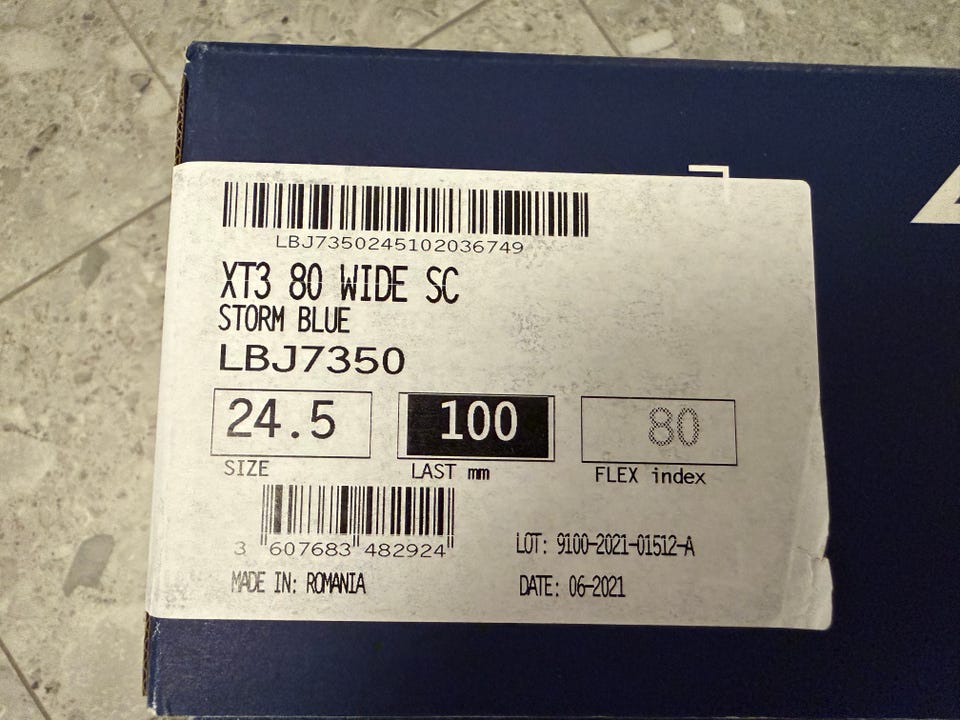 LBJ7350245102036749
XT3 80 WIDE SC
STORM BLUE
LBJ7350
24.5 100 80
SIZE LAST mm FLEX index
3 607683 482924
LOT: 9100-2021-01512-A
MADE IN: ROMANIA
DATE: 06-2021